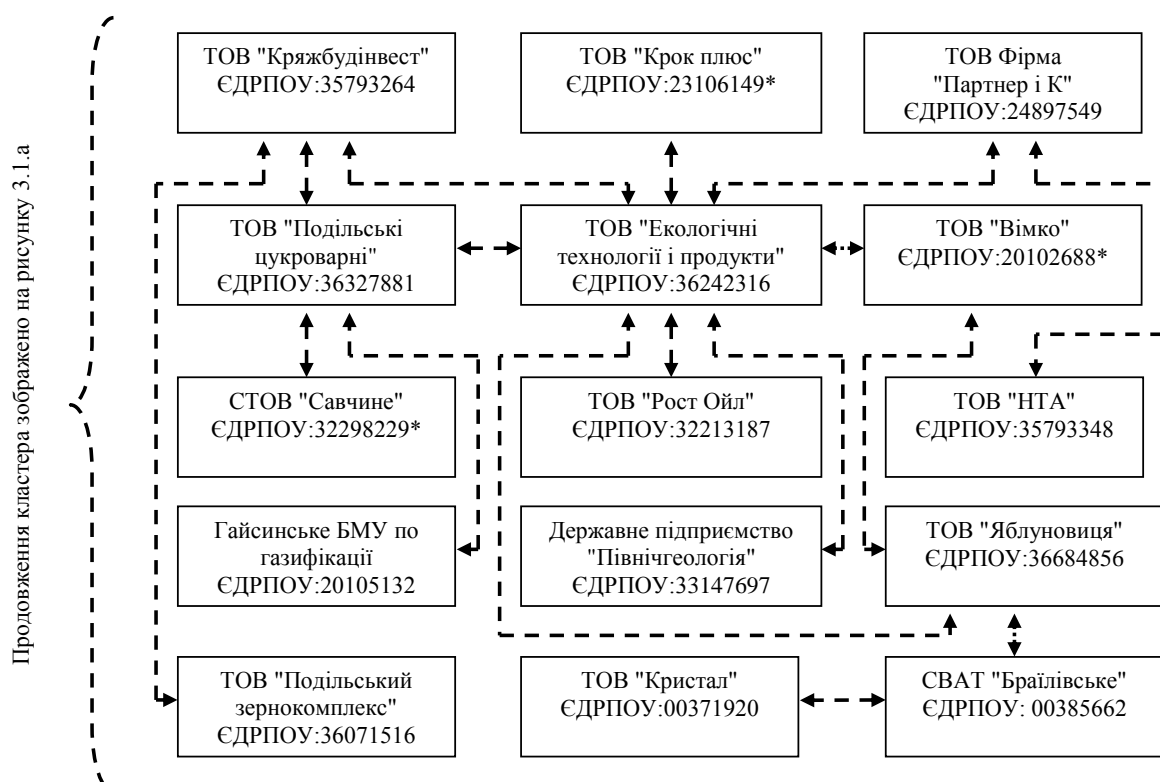 Продовження кластера зображено на рисунку 3.1.а
ТОВ "Кряжбудінвест"
ЄДРПОУ:35793264
ТОВ "Крок плюс"
ЄДРПОУ:23106149*
ТОВ Фірма
"Партнер і К"
ЄДРПОУ:24897549
ТОВ "Подільські
цукроварні"
ЄДРПОУ:36327881
ТОВ "Екологічні
технології і продукти"
ЄДРПОУ:36242316
ТОВ "Вімко"
ЄДРПОУ:20102688*
СТОВ "Савчине"
ЄДРПОУ:32298229*
ТОВ "Рост Ойл"
ЄДРПОУ:32213187
ТОВ "НТА"
ЄДРПОУ:35793348
Гайсинське БМУ по
газифікації
ЄДРПОУ:20105132
Державне підприємство
"Північгеологія"
ЄДРПОУ:33147697
ТОВ "Яблуновиця"
ЄДРПОУ:36684856
ТОВ "Подільський
зернокомплекс"
ЄДРПОУ:36071516
ТОВ "Кристал"
ЄДРПОУ:00371920
СВАТ "Браїлівське"
ЄДРПОУ: 00385662